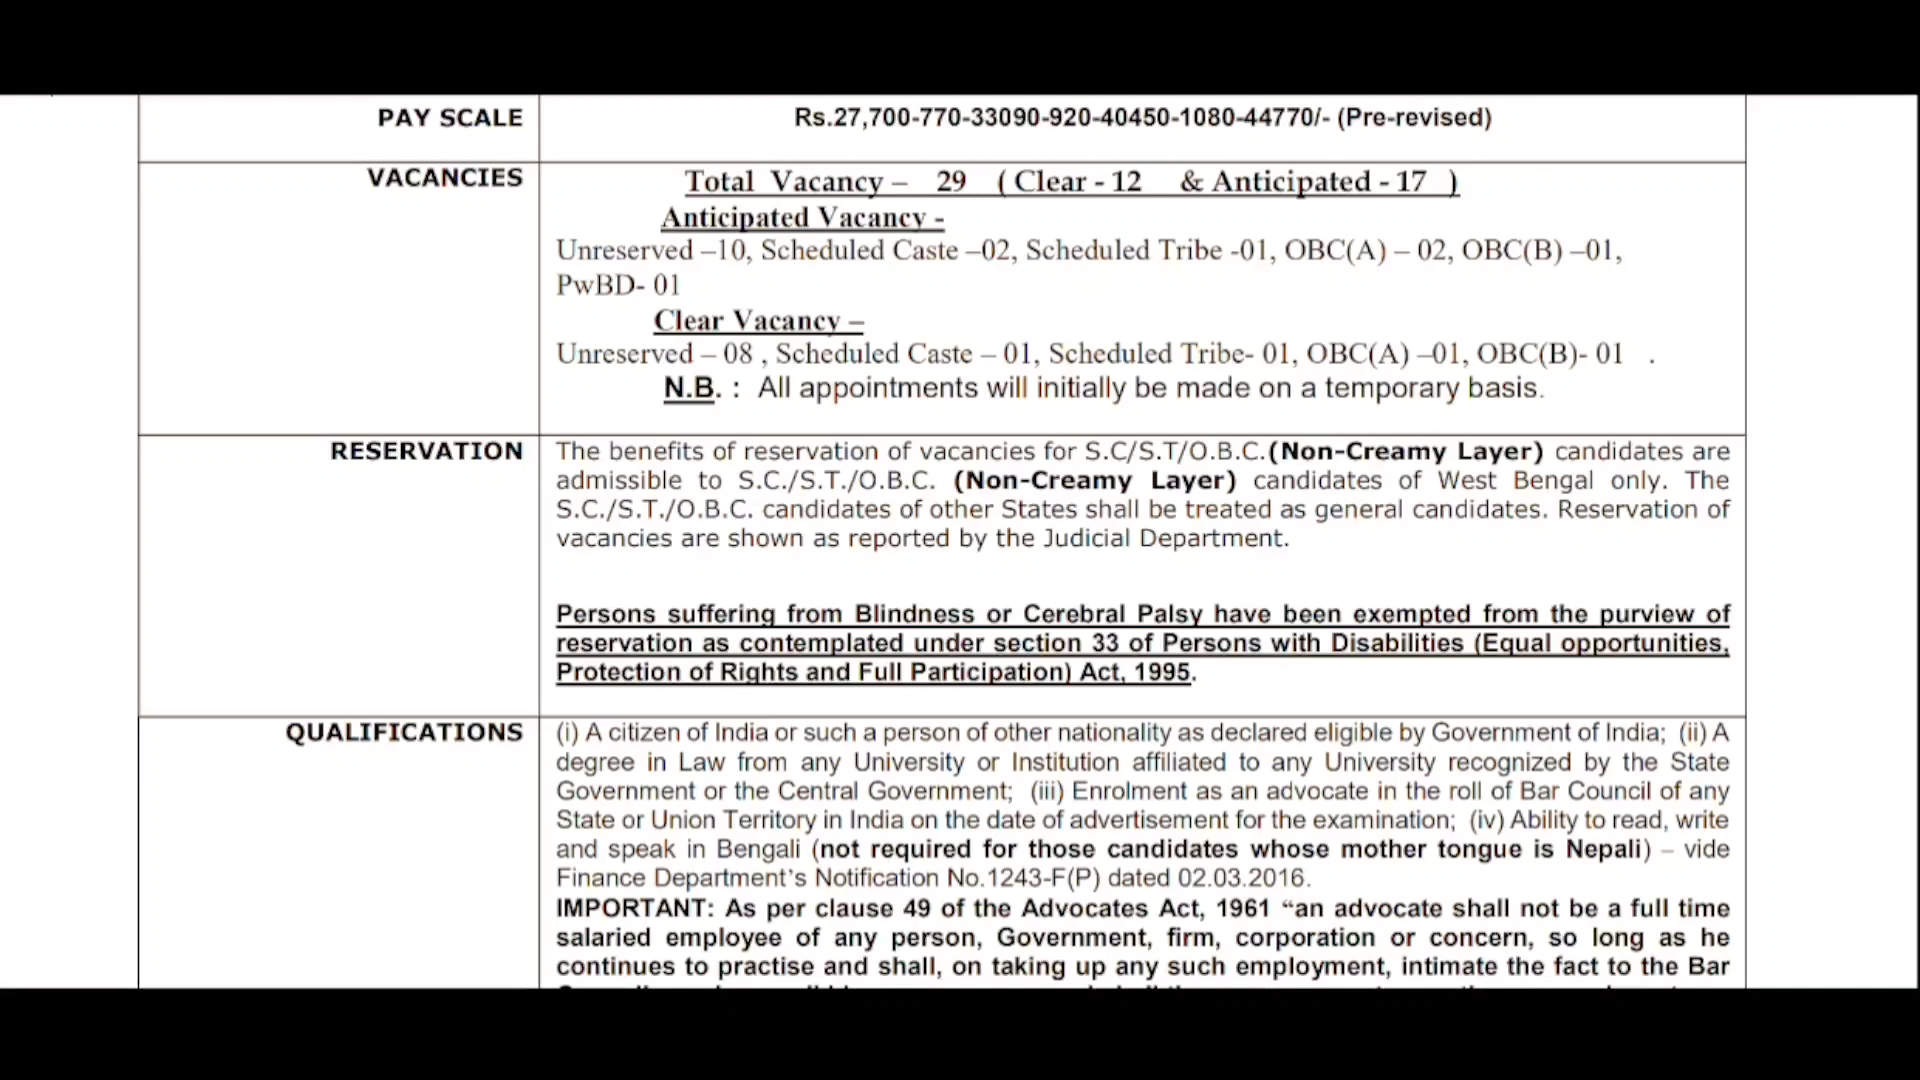 PAY SCALE Rs.27,700-770-33090-920-40450-1080-44770/- (Pre-revised)
VACANCIES Total Vacancy – 29 ( Clear - 12 & Anticipated - 17 )
Anticipated Vacancy -
Unreserved –10, Scheduled Caste –02, Scheduled Tribe -01, OBC(A) – 02, OBC(B) –01,
PwBD- 01
Clear Vacancy –
Unreserved – 08 , Scheduled Caste – 01, Scheduled Tribe- 01, OBC(A) –01, OBC(B)- 01 .
N.B. : All appointments will initially be made on a temporary basis.
RESERVATION The benefits of reservation of vacancies for S.C/S.T/O.B.C.(Non-Creamy Layer) candidates are
admissible to S.C./S.T./O.B.C. (Non-Creamy Layer) candidates of West Bengal only. The
S.C./S.T./O.B.C. candidates of other States shall be treated as general candidates. Reservation of
vacancies are shown as reported by the Judicial Department.
Persons suffering from Blindness or Cerebral Palsy have been exempted from the purview of
reservation as contemplated under section 33 of Persons with Disabilities (Equal opportunities,
Protection of Rights and Full Participation) Act, 1995.
QUALIFICATIONS (i) A citizen of India or such a person of other nationality as declared eligible by Government of India; (ii) A
degree in Law from any University or Institution affiliated to any University recognized by the State
Government or the Central Government; (iii) Enrolment as an advocate in the roll of Bar Council of any
State or Union Territory in India on the date of advertisement for the examination; (iv) Ability to read, write
and speak in Bengali (not required for those candidates whose mother tongue is Nepali) – vide
Finance Department's Notification No.1243-F(P) dated 02.03.2016.
IMPORTANT: As per clause 49 of the Advocates Act, 1961 “an advocate shall not be a full time
salaried employee of any person, Government, firm, corporation or concern, so long as he
continues to practise and shall, on taking up any such employment, intimate the fact to the Bar